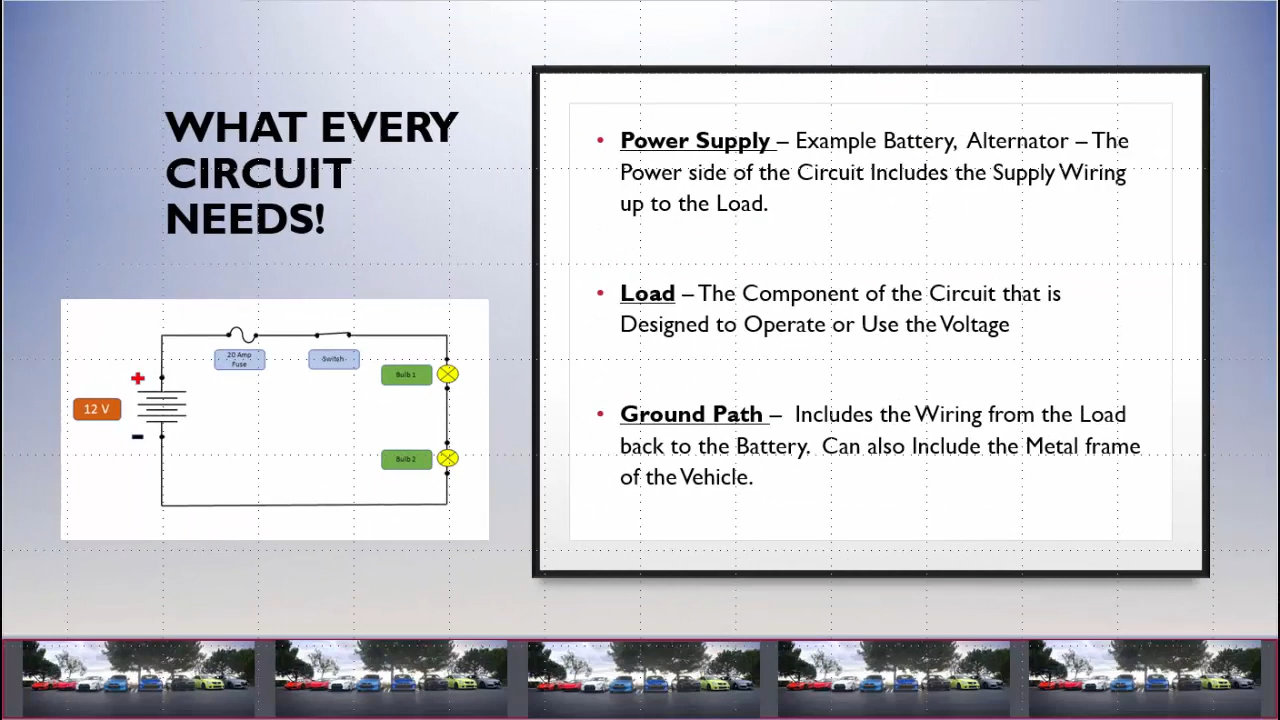 WHAT EVERY
CIRCUIT
NEEDS!
20 Amp
Fuse
Switch
Bulb 1
+
12 V
-
Bulb 2
• Power Supply – Example Battery, Alternator – The
Power side of the Circuit Includes the Supply Wiring
up to the Load.
• Load – The Component of the Circuit that is
Designed to Operate or Use the Voltage
• Ground Path – Includes the Wiring from the Load
back to the Battery. Can also Include the Metal frame
of the Vehicle.